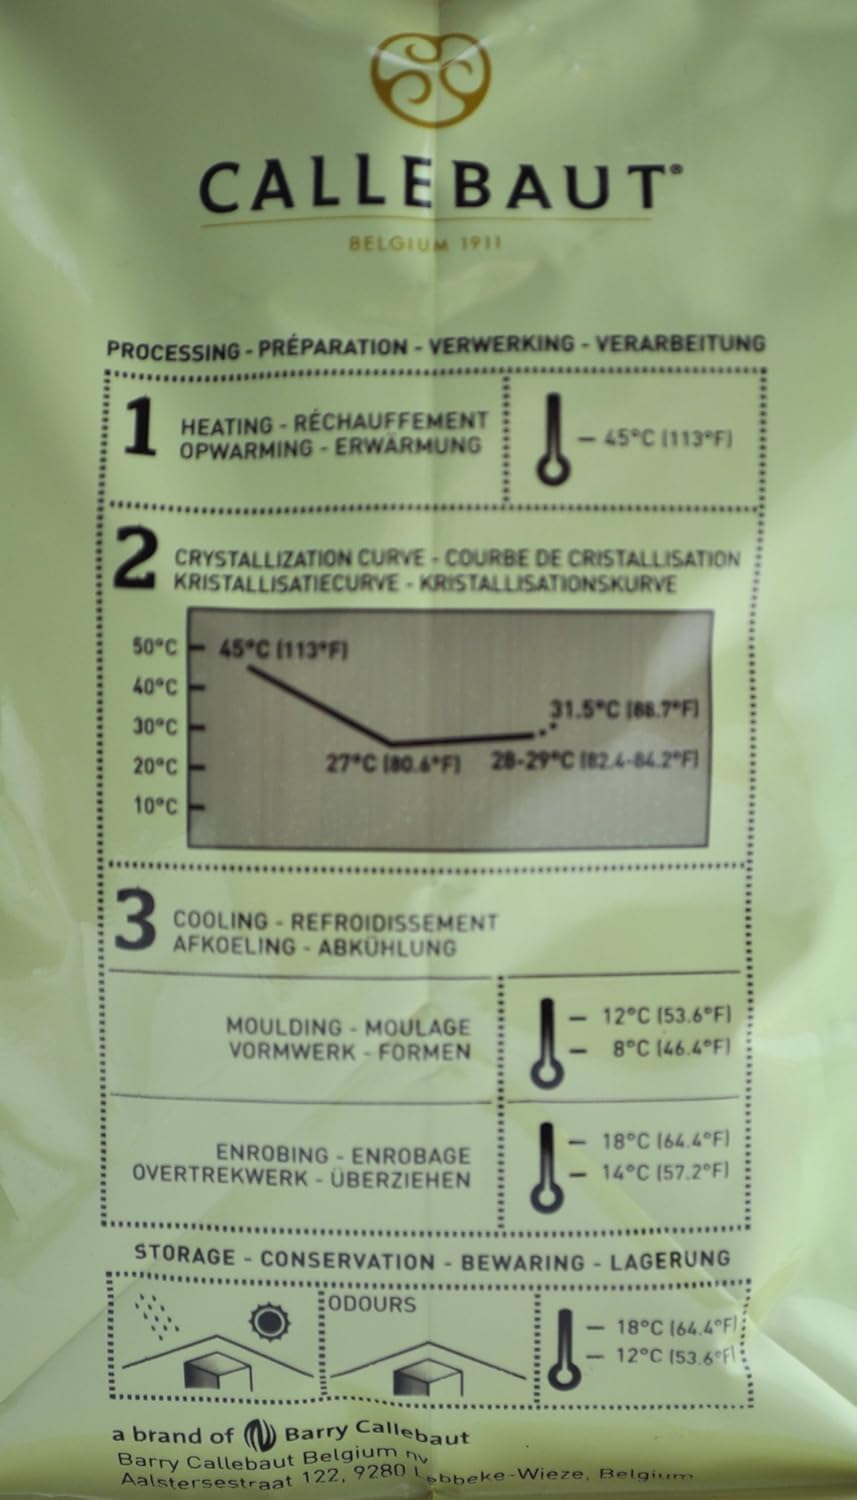 CALLEBAUT®
BELGIUM 1911
PROCESSING - PRÉPARATION - VERWERKING - VERARBEITUNG
1
HEATING - RÉCHAUFFEMENT
OPWARMING - ERWÄRMUNG
45°C (113°F)
2
CRYSTALLIZATION CURVE - COURBE DE CRISTALLISATION
KRISTALLISATIECURVE - KRISTALLISATIONSKURVE
50°C
45°C (113°F)
40°C
31.5°C (88.7°F)
30°C
20°C
27°C (80.6°F)
28-29°C (82.4-84.2°F)
10°C
3
COOLING - REFROIDISSEMENT
AFKOELING - ABKÜHLUNG
MOULDING - MOULAGE
VORMWERK - FORMEN
12°C (53.6°F)
8°C (46.4°F)
ENROBING - ENROBAGE
OVERTREKWERK - ÜBERZIEHEN
18°C (64.4°F)
14°C (57.2°F)
STORAGE - CONSERVATION - BEWARING - LAGERUNG
ODOURS
18°C (64.4°F)
12°C (53.6°F)
a brand of Barry Callebaut
Barry Callebaut Belgium nv
Aalstersestraat 122, 9280 Lebbeke-Wieze, Belgium